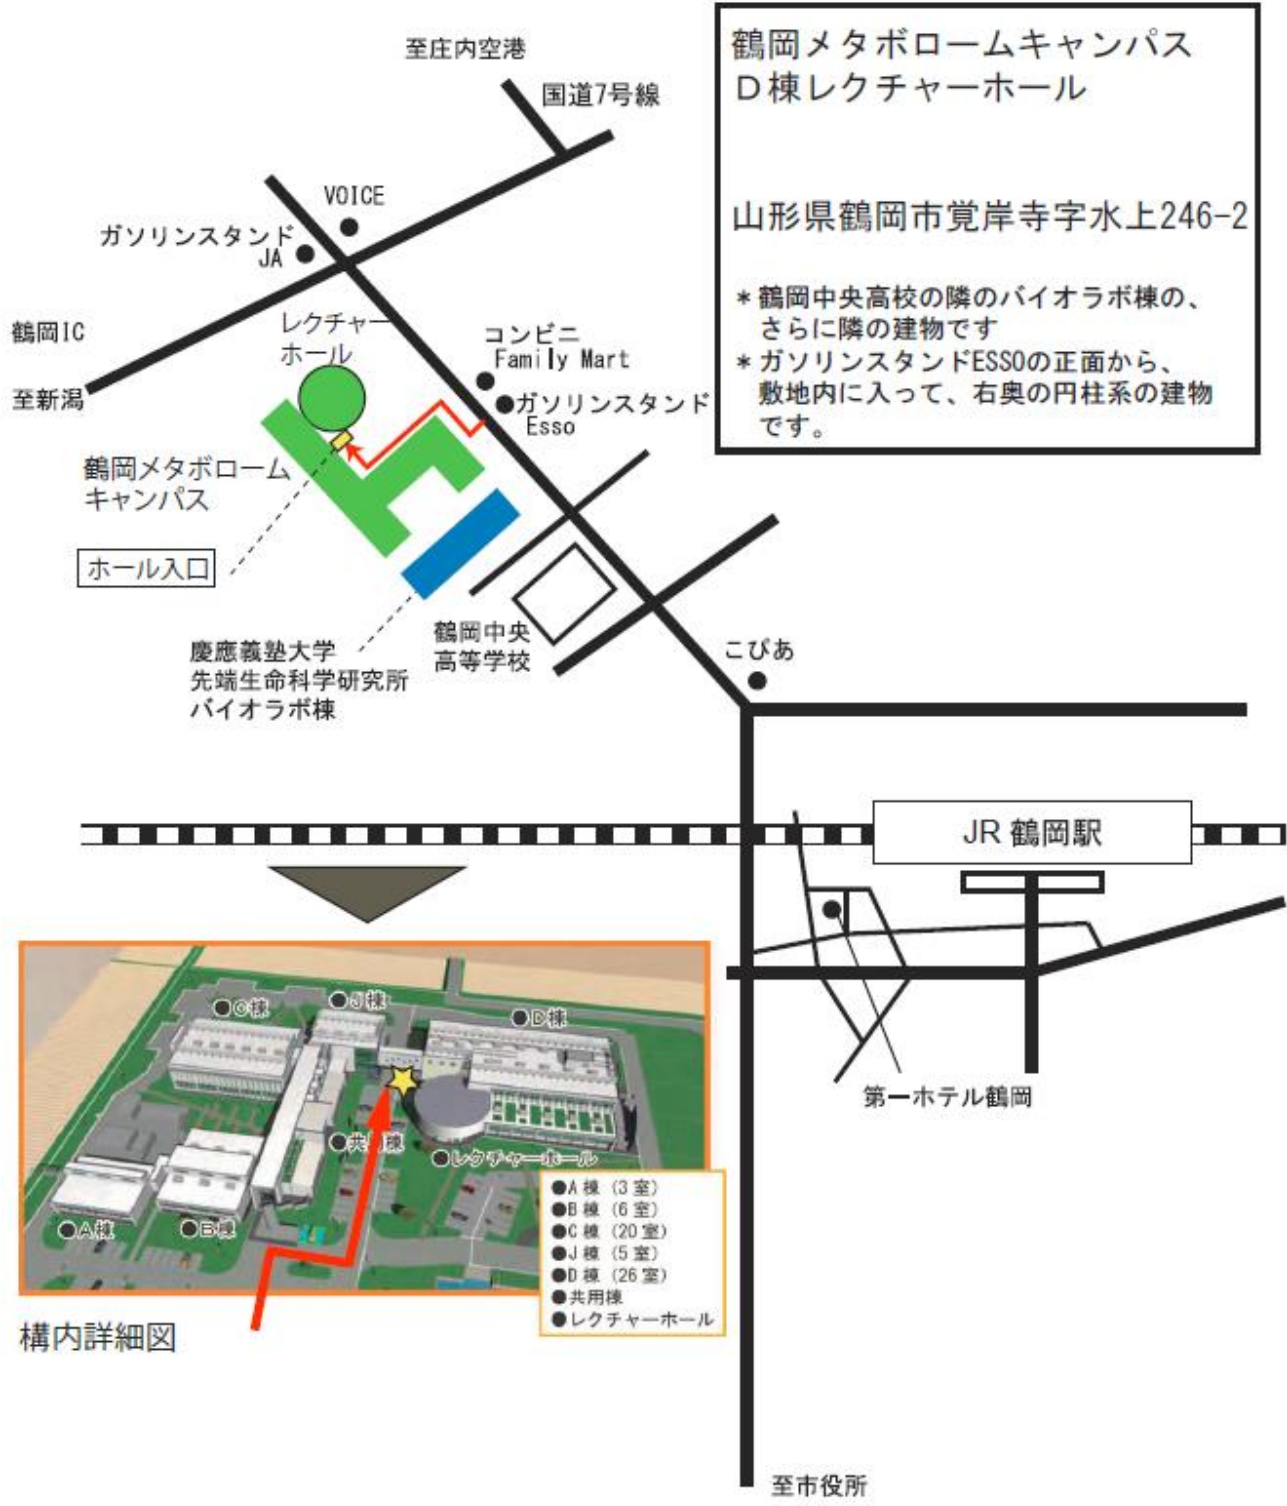 至庄内空港
国道7号線
VOICE
ガソリンスタンド
JA
鶴岡IC
至新潟
レクチャー
ホール
コンビニ
Family Mart
ガソリンスタンド
Esso
鶴岡メタボローム
キャンパス
ホール入口
慶應義塾大学
先端生命科学研究所
バイオラボ棟
鶴岡中央
高等学校
こぴあ
鶴岡メタボロームキャンパス
D棟レクチャーホール
山形県鶴岡市覚岸寺字水上246-2
*鶴岡中央高校の隣のバイオラボ棟の、
さらに隣の建物です
*ガソリンスタンドESSOの正面から、
敷地内に入って、右奥の円柱系の建物
です。
JR 鶴岡駅
第一ホテル鶴岡
●C棟
●J棟
●D棟
●共用棟
●レクチャーホール
●A棟
●B棟
●A棟 (3室)
●B棟 (6室)
●C棟 (20室)
●J棟 (5室)
●D棟 (26室)
●共用棟
●レクチャーホール
構内詳細図
至市役所